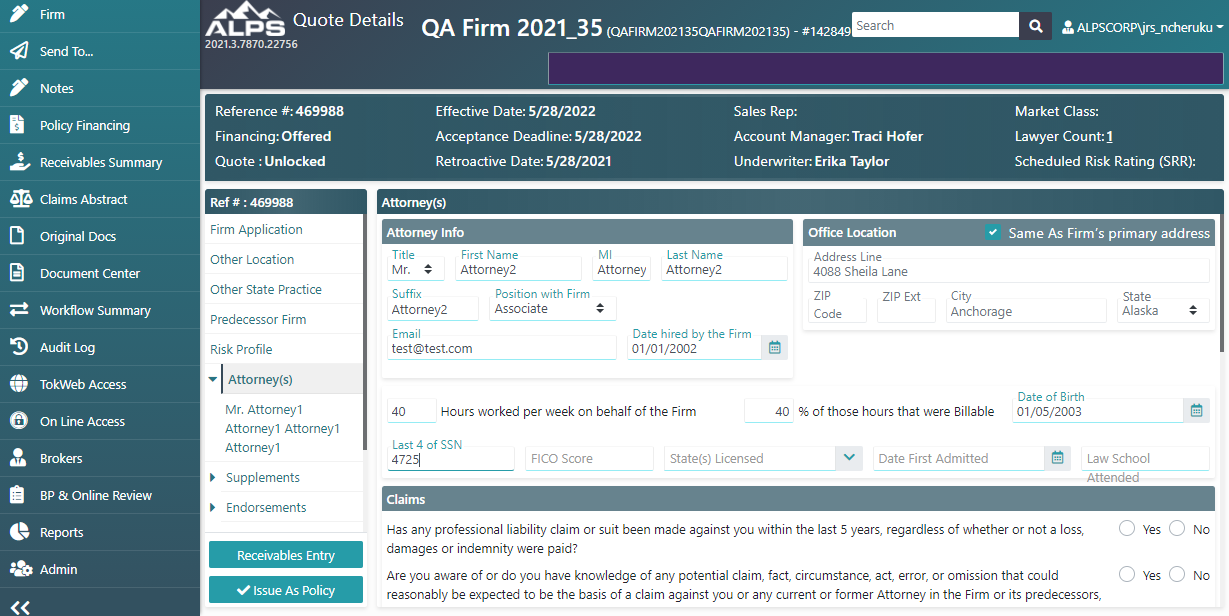 Firm
Send To...
Notes
Policy Financing
Receivables Summary
Claims Abstract
Original Docs
Document Center
Workflow Summary
Audit Log
TokWeb Access
On Line Access
Brokers
BP & Online Review
Reports
Admin
ALPS
2021.3.7870.22756
Quote Details
QA Firm 2021_35 (QAFIRM202135QAFIRM202135) - #142849
Search
ALPSCORP\jrs_ncheruku
Reference #: 469988
Effective Date: 5/28/2022
Sales Rep:
Market Class:
Financing: Offered
Acceptance Deadline: 5/28/2022
Account Manager: Traci Hofer
Lawyer Count: 1
Quote : Unlocked
Retroactive Date: 5/28/2021
Underwriter: Erika Taylor
Scheduled Risk Rating (SRR):
Ref # : 469988
Firm Application
Other Location
Other State Practice
Predecessor Firm
Risk Profile
Attorney(s)
Mr. Attorney1
Attorney1 Attorney1
Attorney1
Supplements
Endorsements
Receivables Entry
Issue As Policy
Attorney(s)
Attorney Info
Title
Mr.
First Name
Attorney2
MI
Attorney
Last Name
Attorney2
Suffix
Attorney2
Position with Firm
Associate
Email
test@test.com
Date hired by the Firm
01/01/2002
Office Location
Same As Firm's primary address
Address Line
4088 Sheila Lane
ZIP
Code
ZIP Ext
City
Anchorage
State
Alaska
40 Hours worked per week on behalf of the Firm
40 % of those hours that were Billable
Date of Birth
01/05/2003
Last 4 of SSN
4725
FICO Score
State(s) Licensed
Date First Admitted
Law School
Attended
Claims
Has any professional liability claim or suit been made against you within the last 5 years, regardless of whether or not a loss,
damages or indemnity were paid?
Yes No
Are you aware of or do you have knowledge of any potential claim, fact, circumstance, act, error, or omission that could
reasonably be expected to be the basis of a claim against you or any current or former Attorney in the Firm or its predecessors,
Yes No